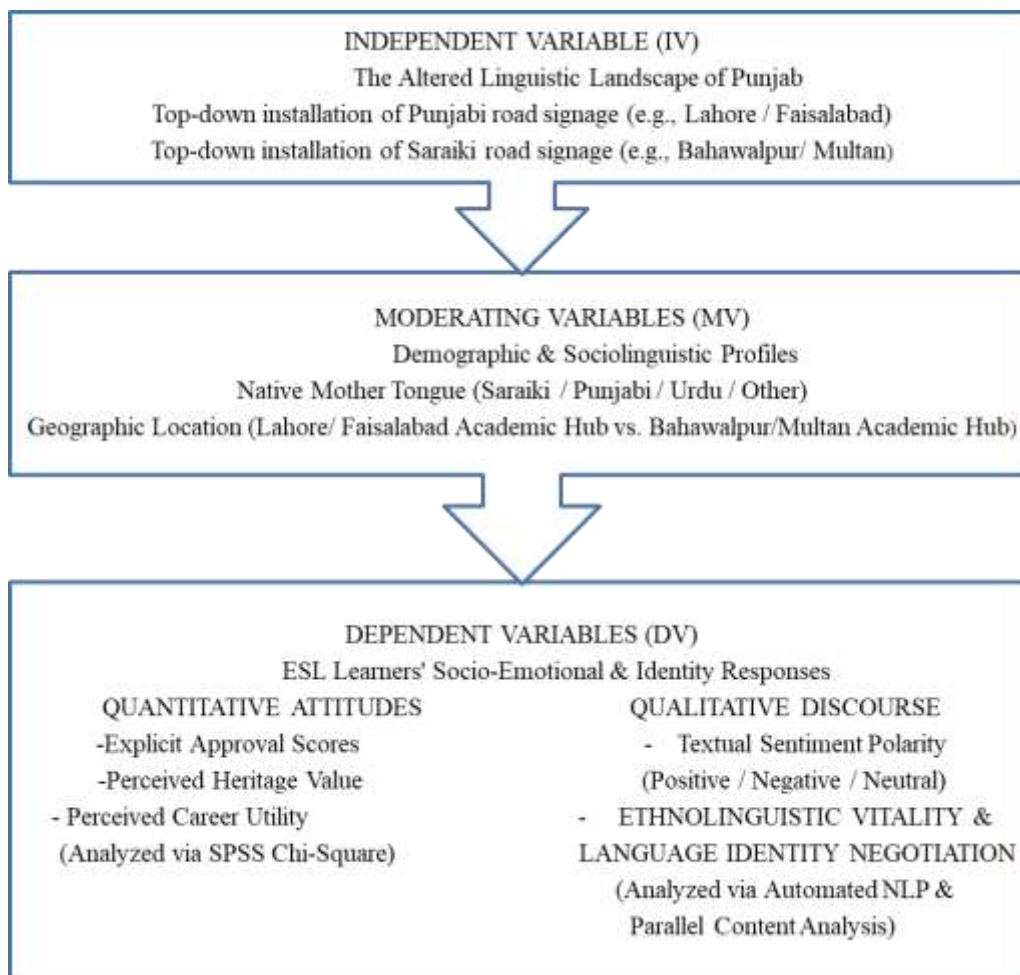 INDEPENDENT VARIABLE (IV)
The Altered Linguistic Landscape of Punjab
Top-down installation of Punjabi road signage (e.g., Lahore / Faisalabad)
Top-down installation of Saraiki road signage (e.g., Bahawalpur/ Multan)
MODERATING VARIABLES (MV)
Demographic & Sociolinguistic Profiles
Native Mother Tongue (Saraiki / Punjabi / Urdu / Other)
Geographic Location (Lahore/ Faisalabad Academic Hub vs. Bahawalpur/Multan Academic Hub)
DEPENDENT VARIABLES (DV)
ESL Learners' Socio-Emotional & Identity Responses
QUANTITATIVE ATTITUDES
-Explicit Approval Scores
-Perceived Heritage Value
- Perceived Career Utility
(Analyzed via SPSS Chi-Square)
QUALITATIVE DISCOURSE
- Textual Sentiment Polarity
(Positive / Negative / Neutral)
- ETHNOLINGUISTIC VITALITY &
LANGUAGE IDENTITY NEGOTIATION
(Analyzed via Automated NLP &
Parallel Content Analysis)